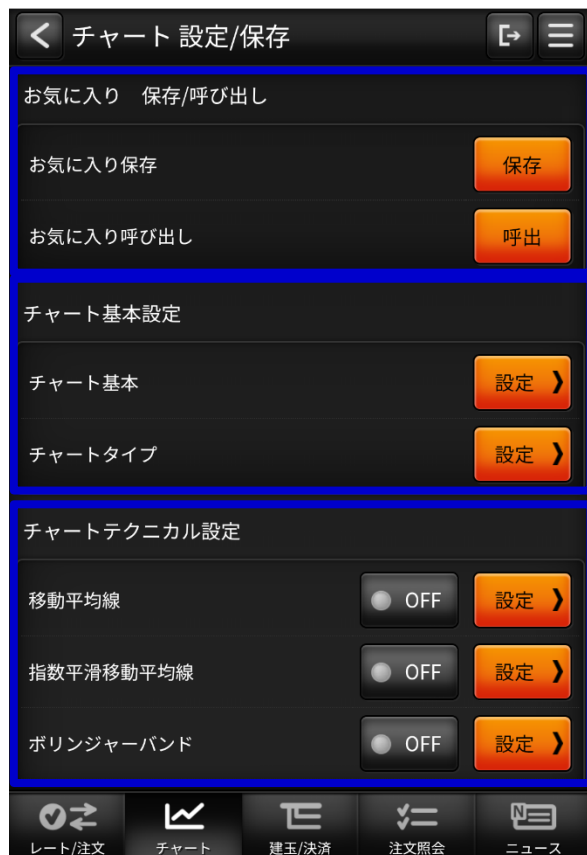 チャート 設定/保存
お気に入り　保存/呼び出し
お気に入り保存 保存
お気に入り呼び出し 呼出
チャート基本設定
チャート基本 設定 ❯
チャートタイプ 設定 ❯
チャートテクニカル設定
移動平均線 OFF 設定 ❯
指数平滑移動平均線 OFF 設定 ❯
ボリンジャーバンド OFF 設定 ❯
N
レート/注文 チャート 建玉/決済 注文照会 ニュース